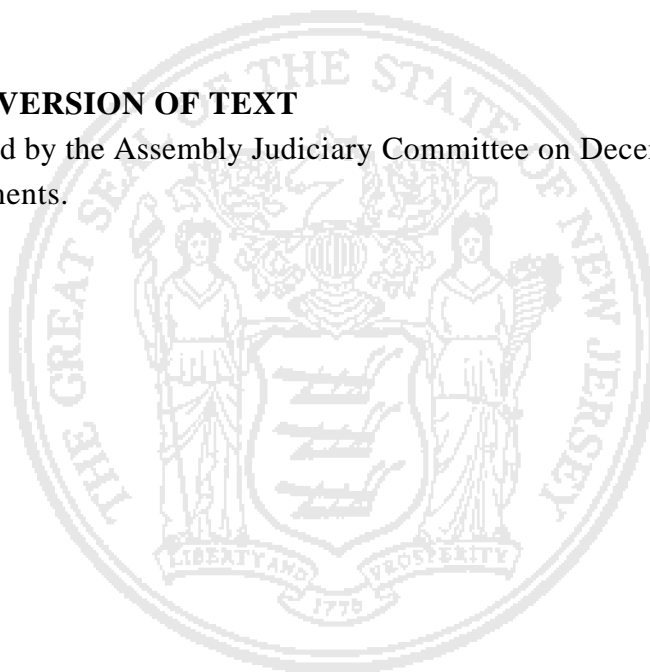 VERSION OF TEXT
d by the Assembly Judiciary Committee on Dece
ents.
THE GREAT SEAL OF THE STATE OF NEW JERSEY
LIBERTY AND PROSPERITY
1776